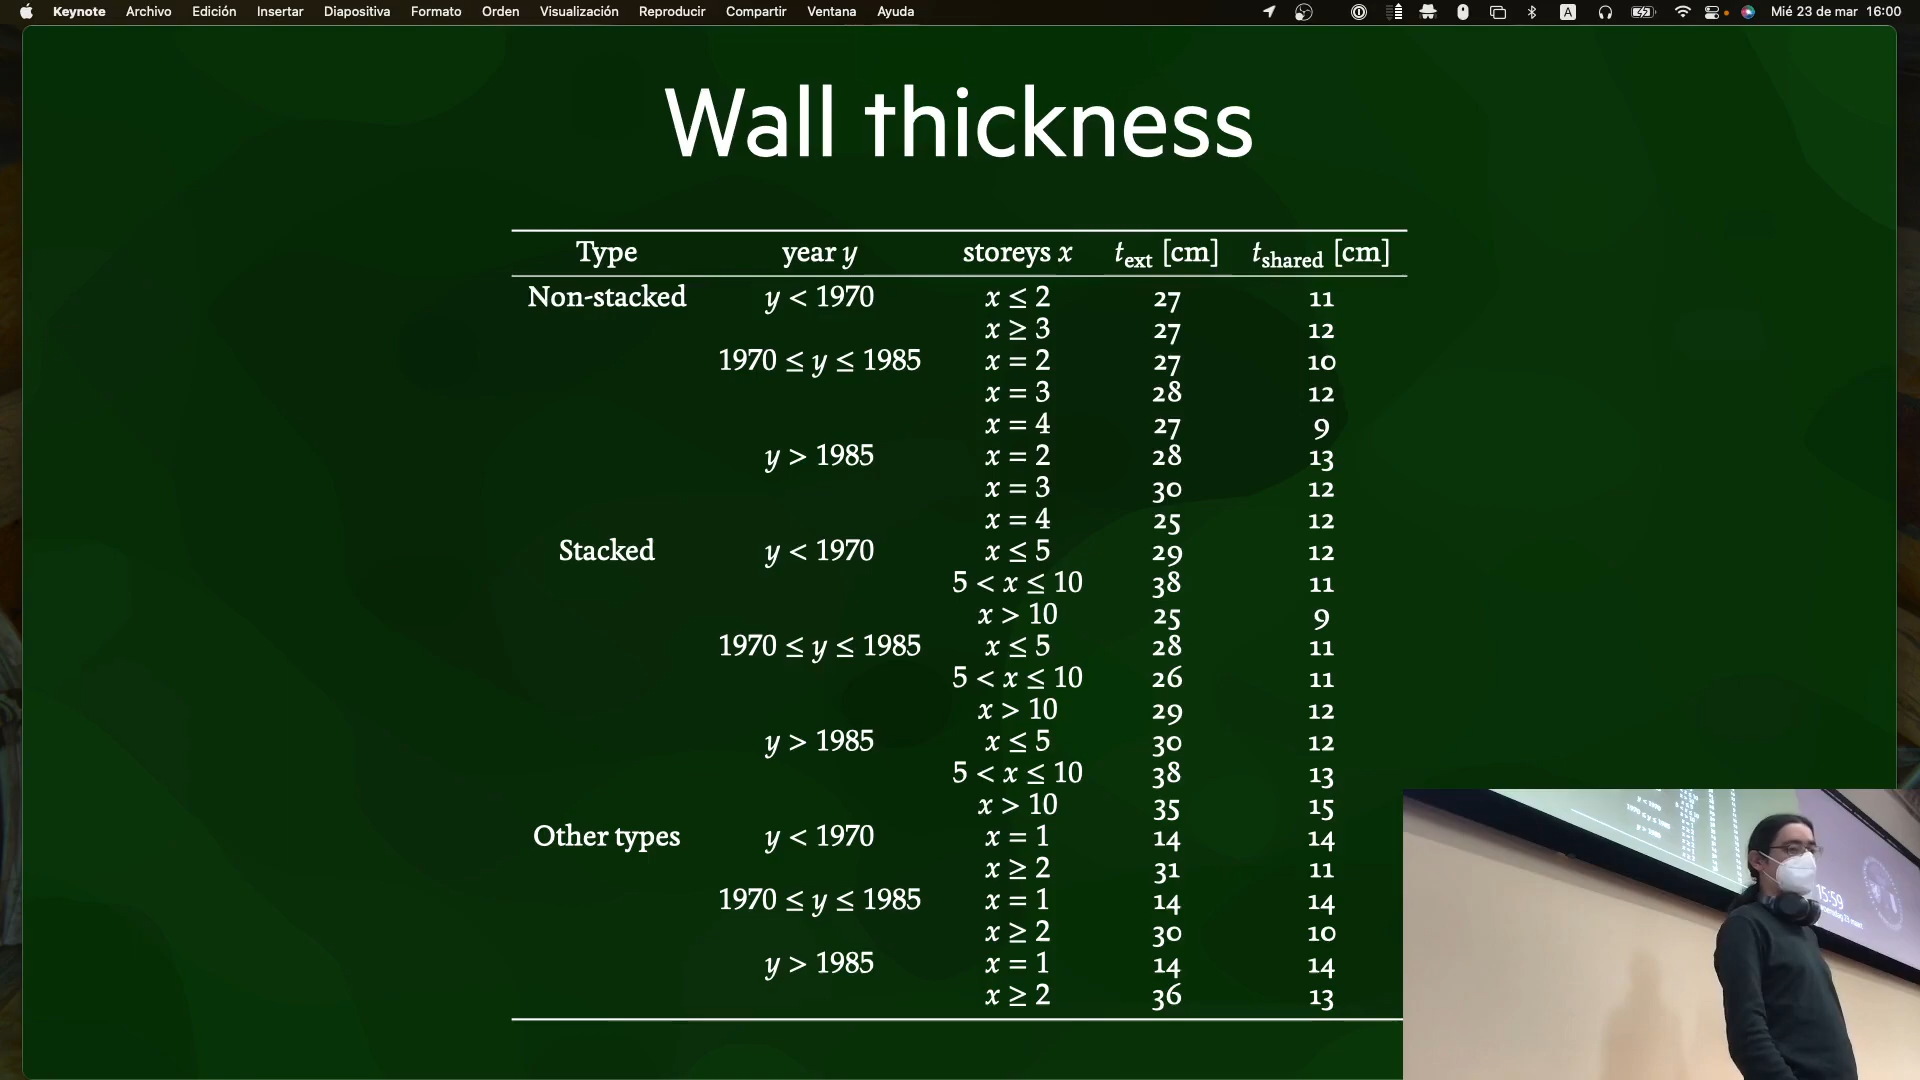 Keynote Archivo Edición Insertar Diapositiva Formato Orden Visualización Reproducir Compartir Ventana Ayuda A Mié 23 de mar 16:00
Wall thickness
Type year y storeys x t_ext [cm] t_shared [cm]
Non-stacked y < 1970 x ≤ 2 27 11
x ≥ 3 27 12
1970 ≤ y ≤ 1985 x = 2 27 10
x = 3 28 12
x = 4 27 9
y > 1985 x = 2 28 13
x = 3 30 12
x = 4 25 12
Stacked y < 1970 x ≤ 5 29 12
5 < x ≤ 10 38 11
x > 10 25 9
1970 ≤ y ≤ 1985 x ≤ 5 28 11
5 < x ≤ 10 26 11
x > 10 29 12
y > 1985 x ≤ 5 30 12
5 < x ≤ 10 38 13
x > 10 35 15
Other types y < 1970 x = 1 14 14
x ≥ 2 31 11
1970 ≤ y ≤ 1985 x = 1 14 14
x ≥ 2 30 10
y > 1985 x = 1 14 14
x ≥ 2 36 13
15:59